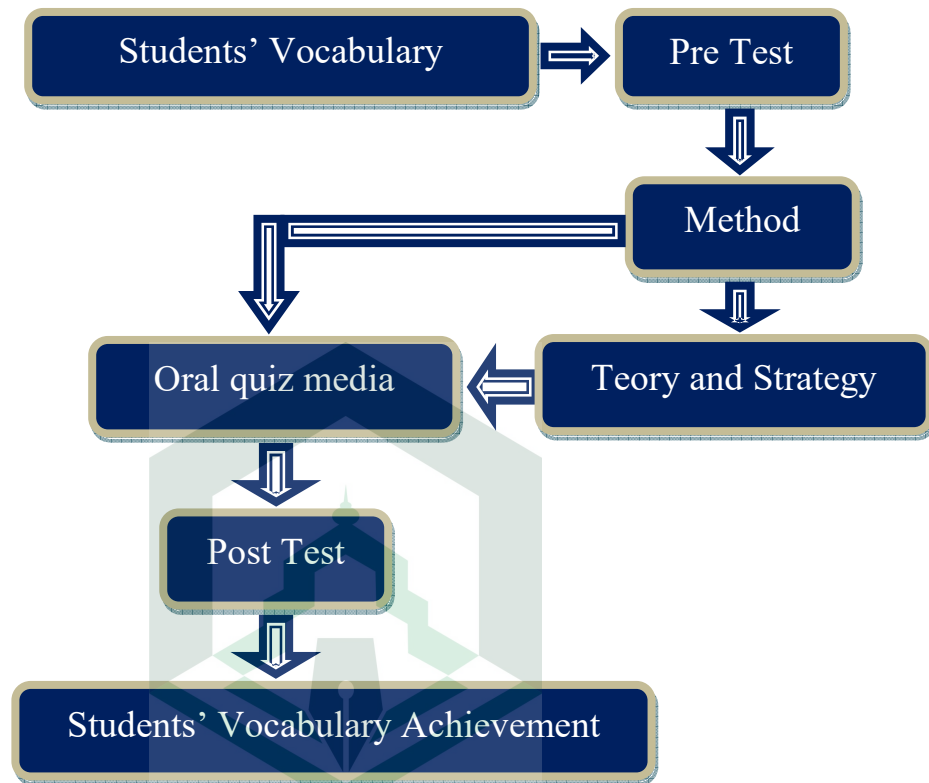 Students’ Vocabulary
Pre Test
Method
Teory and Strategy
Oral quiz media
Post Test
Students’ Vocabulary Achievement